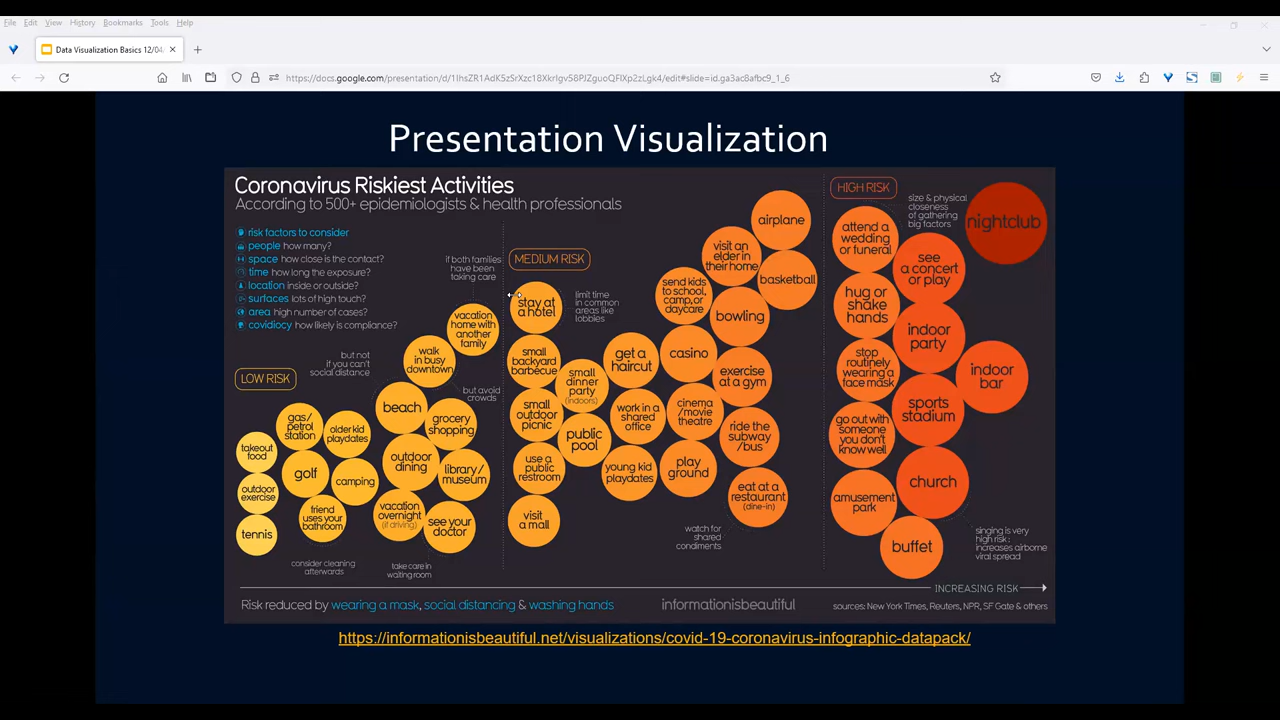 File Edit View History Bookmarks Tools Help
Data Visualization Basics 12/04
Presentation Visualization
Coronavirus Riskiest Activities
According to 500+ epidemiologists & health professionals
risk factors to consider
people how many?
space how close is the contact?
time how long the exposure?
location inside or outside?
surfaces lots of high touch?
area high number of cases?
covidiocy how likely is compliance?
LOW RISK
takeout
food
outdoor
exercise
tennis
gas/
petrol
station
golf
friend
uses your
bathroom
consider cleaning
afterwards
older kid
playdates
camping
but not
if you can't
social distance
beach
outdoor
dining
vacation
overnight
(if driving)
walk
in busy
downtown
but avoid
crowds
grocery
shopping
library/
museum
see your
doctor
take care in
waiting room
if both families
have been
taking care
vacation
home with
another
family
MEDIUM RISK
stay at
a hotel
limit time
in common
areas like
lobbies
small
backyard
barbecue
small
outdoor
picnic
use a
public
restroom
visit
a mall
small
dinner
party
(indoors)
public
pool
get a
haircut
work in a
shared
office
young kid
playdates
send kids
to school,
camp, or
daycare
casino
cinema
/movie
theatre
play
ground
visit an
elder in
their home
bowling
exercise
at a gym
ride the
subway
/bus
eat at a
restaurant
(dine-in)
watch for
shared
condiments
airplane
basketball
HIGH RISK
attend a
wedding
or funeral
hug or
shake
hands
stop
routinely
wearing a
face mask
go out with
someone
you don't
know well
amusement
park
size & physical
closeness
of gathering
big factors
see
a concert
or play
indoor
party
sports
stadium
church
buffet
nightclub
indoor
bar
singing is very
high risk:
increases airborne
viral spread
INCREASING RISK
Risk reduced by wearing a mask, social distancing & washing hands
informationisbeautiful
sources: New York Times, Reuters, NPR, SF Gate & others
https://informationisbeautiful.net/visualizations/covid-19-coronavirus-infographic-datapack/